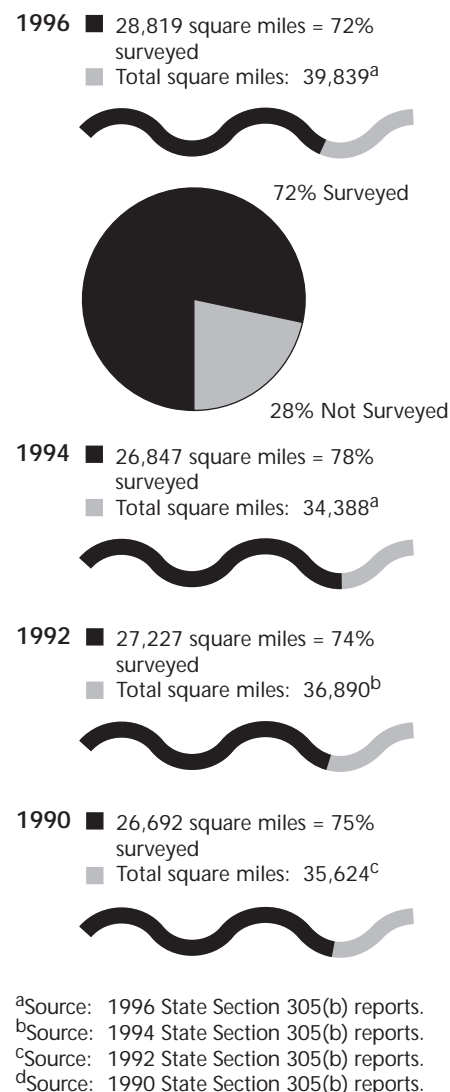 1996 ■ 28,819 square miles = 72%
surveyed
Total square miles: 39,839a
72% Surveyed
28% Not Surveyed
1994 ■ 26,847 square miles = 78%
surveyed
Total square miles: 34,388a
1992 ■ 27,227 square miles = 74%
surveyed
Total square miles: 36,890b
1990 ■ 26,692 square miles = 75%
surveyed
Total square miles: 35,624c
aSource: 1996 State Section 305(b) reports.
bSource: 1994 State Section 305(b) reports.
cSource: 1992 State Section 305(b) reports.
dSource: 1990 State Section 305(b) reports.